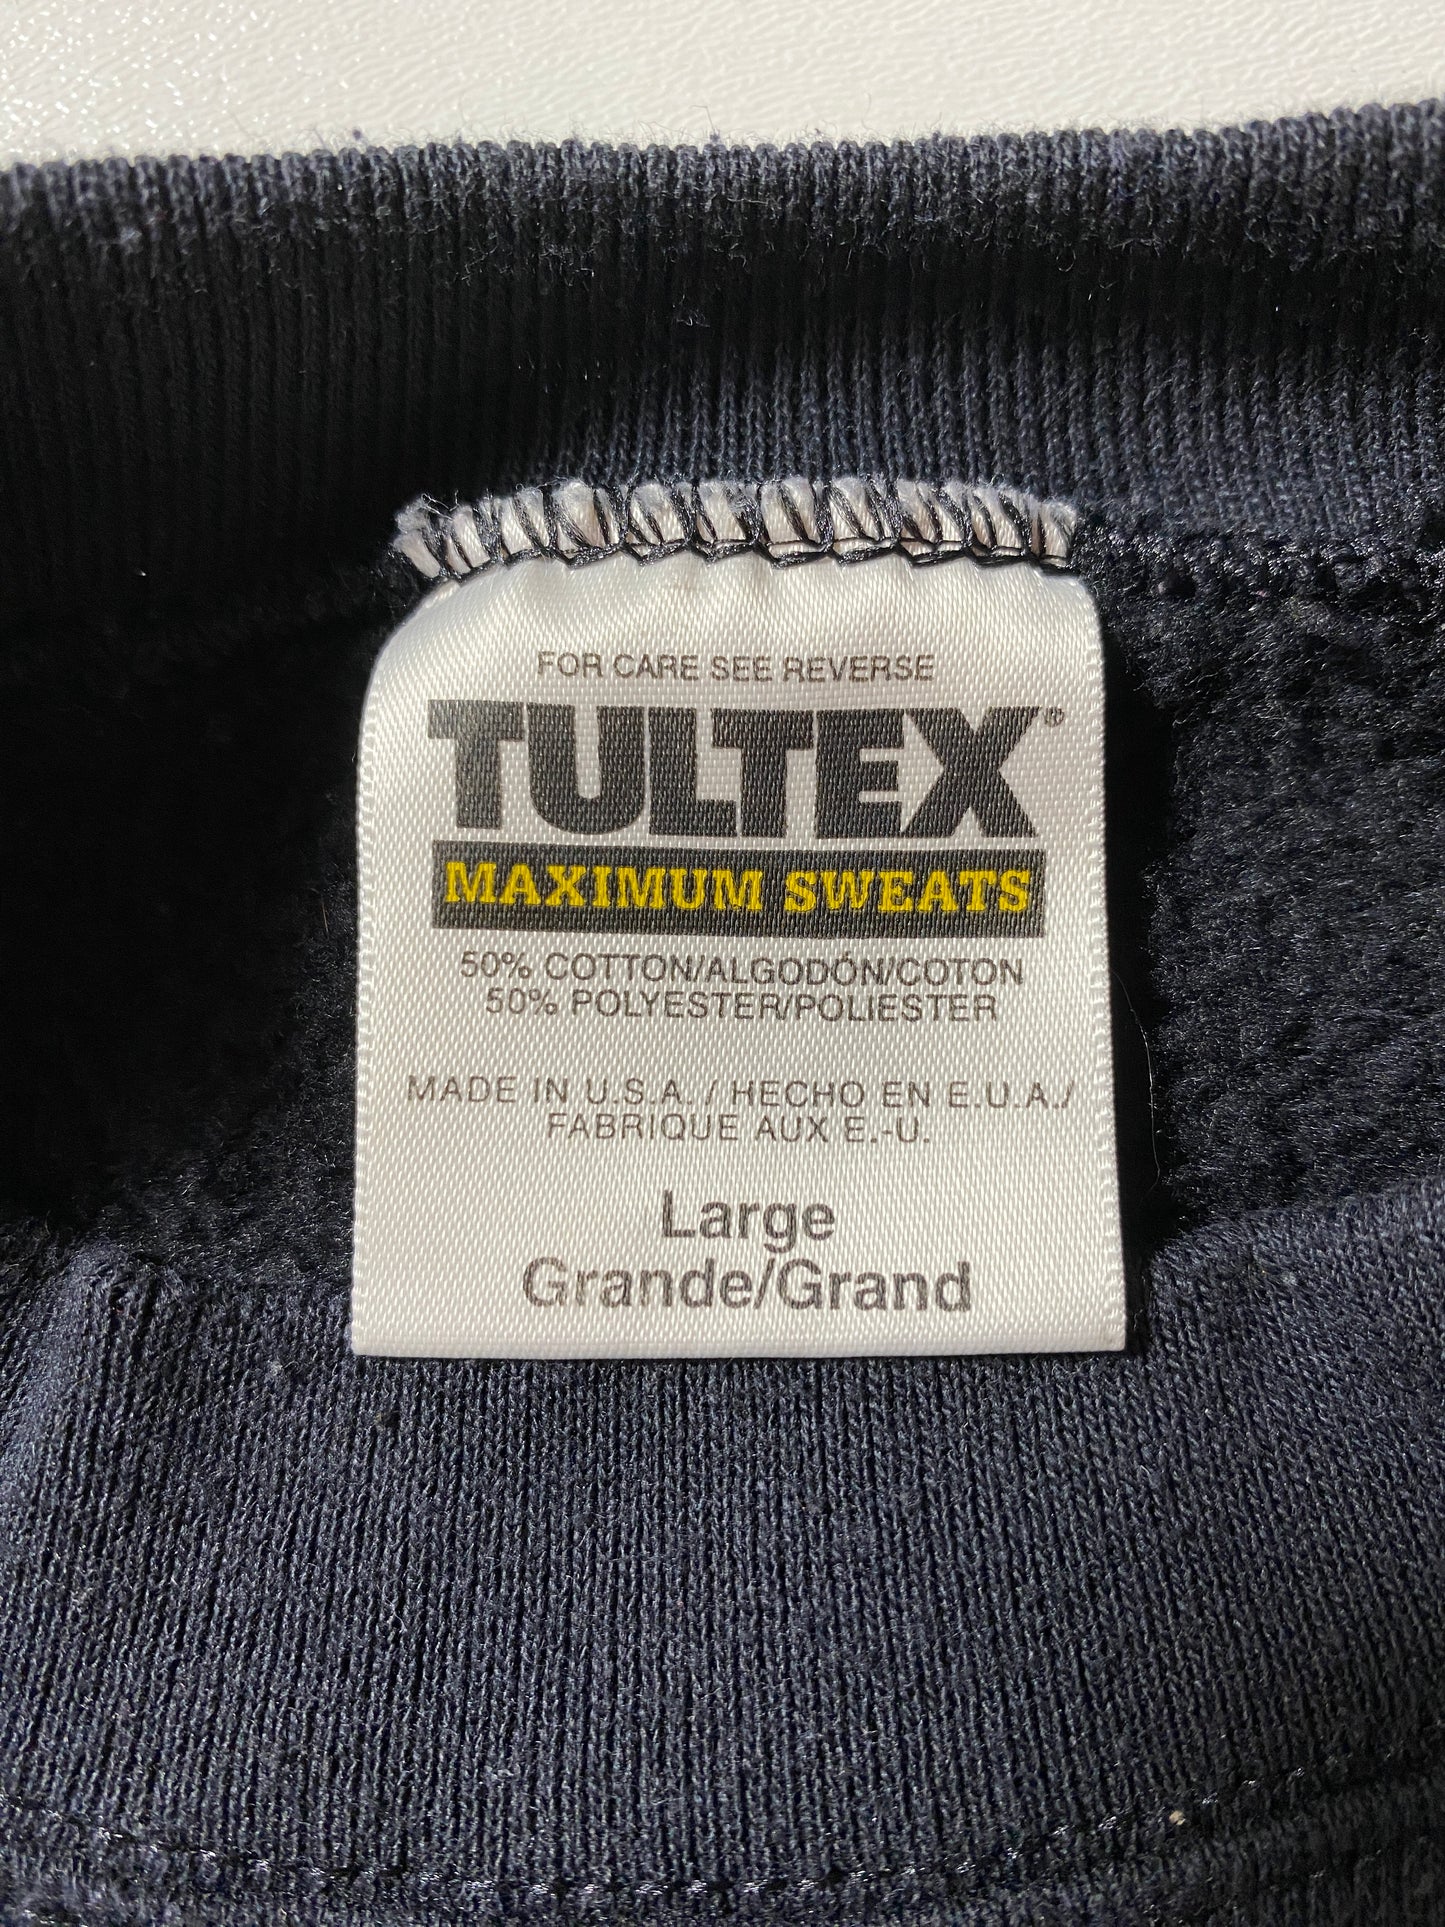 FOR CARE SEE REVERSE
TULTEX®
MAXIMUM SWEATS
50% COTTON/ALGODÓN/COTON
50% POLYESTER/POLIESTER
MADE IN U.S.A. / HECHO EN E.U.A./
FABRIQUE AUX E.-U.
Large
Grande/Grand